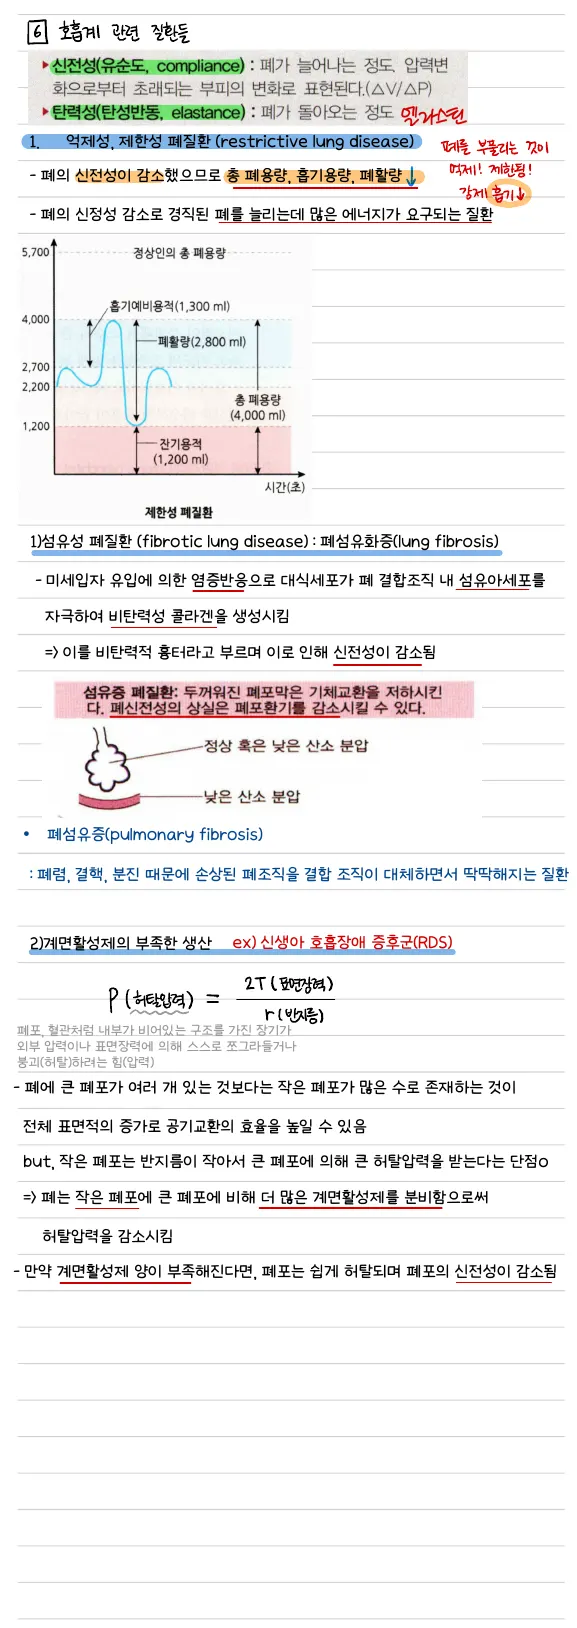 6 호흡계 관련 질환들
▶신전성(유순도, compliance) : 폐가 늘어나는 정도. 압력변
화으로부터 초래되는 부피의 변화로 표현된다.(△V/△P)
▶탄력성(탄성반동, elastance) : 폐가 돌아오는 정도 엘라스틴
1. 억제성, 제한성 폐질환 (restrictive lung disease)
폐를 부풀리는 것이
억제! 제한됨!
강제 흡기↓
- 폐의 신전성이 감소했으므로 총 폐용량, 흡기용량, 폐활량↓
- 폐의 신정성 감소로 경직된 폐를 늘리는데 많은 에너지가 요구되는 질환
5,700
정상인의 총 폐용량
흡기예비용적(1,300 ml)
4,000
폐활량(2,800 ml)
2,700
2,200
총 폐용량
(4,000 ml)
1,200
잔기용적
(1,200 ml)
시간(초)
제한성 폐질환
1)섬유성 폐질환 (fibrotic lung disease) : 폐섬유화증(lung fibrosis)
- 미세입자 유입에 의한 염증반응으로 대식세포가 폐 결합조직 내 섬유아세포를
자극하여 비탄력성 콜라겐을 생성시킴
=> 이를 비탄력적 흉터라고 부르며 이로 인해 신전성이 감소됨
섬유증 폐질환: 두꺼워진 폐포막은 기체교환을 저하시킨
다. 폐신전성의 상실은 폐포환기를 감소시킬 수 있다.
정상 혹은 낮은 산소 분압
낮은 산소 분압
• 폐섬유증(pulmonary fibrosis)
: 폐렴, 결핵, 분진 때문에 손상된 폐조직을 결합 조직이 대체하면서 딱딱해지는 질환
2)계면활성제의 부족한 생산 ex) 신생아 호흡장애 증후군(RDS)
P (허탈압력) = 2T (표면장력)
r (반지름)
폐포, 혈관처럼 내부가 비어있는 구조를 가진 장기가
외부 압력이나 표면장력에 의해 스스로 쪼그라들거나
붕괴(허탈)하려는 힘(압력)
- 폐에 큰 폐포가 여러 개 있는 것보다는 작은 폐포가 많은 수로 존재하는 것이
전체 표면적의 증가로 공기교환의 효율을 높일 수 있음
but, 작은 폐포는 반지름이 작아서 큰 폐포에 의해 큰 허탈압력을 받는다는 단점o
=> 폐는 작은 폐포에 큰 폐포에 비해 더 많은 계면활성제를 분비함으로써
허탈압력을 감소시킴
- 만약 계면활성제 양이 부족해진다면, 폐포는 쉽게 허탈되며 폐포의 신전성이 감소됨